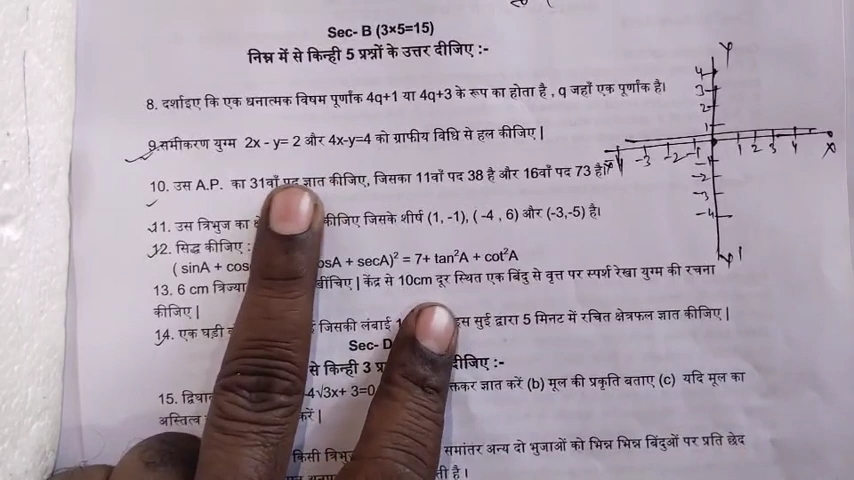 Sec- B (3×5=15)
निम्न में से किन्ही 5 प्रश्नों के उत्तर दीजिए :-
8. दर्शाइए कि एक धनात्मक विषम पूर्णांक 4q+1 या 4q+3 के रूप का होता है , q जहाँ एक पूर्णांक है।
9. समीकरण युग्म 2x - y= 2 और 4x-y=4 को ग्राफीय विधि से हल कीजिए |
10. उस A.P. का 31वाँ पद ज्ञात कीजिए, जिसका 11वाँ पद 38 है और 16वाँ पद 73 है।
11. उस त्रिभुज का कीजिए जिसके शीर्ष (1, -1), ( -4 , 6) और (-3,-5) है।
12. सिद्ध कीजिए :
( sinA + cos osA + secA)² = 7+ tan²A + cot²A
13. 6 cm त्रिज्या खींचिए | केंद्र से 10cm दूर स्थित एक बिंदु से वृत्त पर स्पर्श रेखा युग्म की रचना
कीजिए |
14. एक घड़ी जिसकी लंबाई इस सुई द्वारा 5 मिनट में रचित क्षेत्रफल ज्ञात कीजिए |
Sec- D
से किन्ही 3 दीजिए :-
15. 4√3x+ 3=0 कर ज्ञात करें (b) मूल की प्रकृति बताए (c) यदि मूल का
अस्तित्व करें |
किसी समांतर अन्य दो भुजाओं को भिन्न भिन्न बिंदुओं पर प्रति छेद
है ।
Y
4
3
2
1
-3 -2 -1 1 2 3 4 X
-1
-2
-3
-4